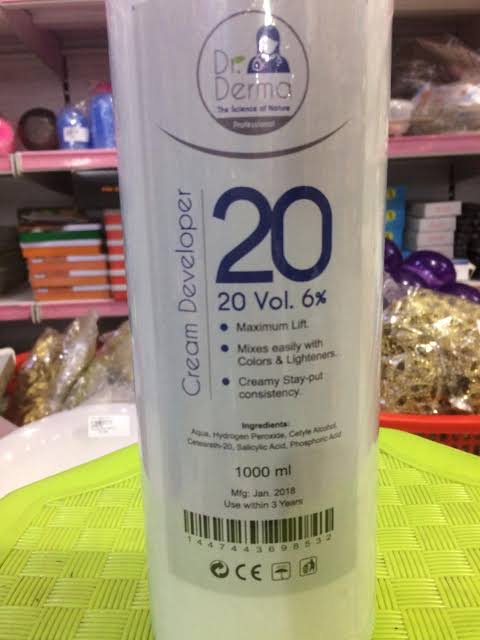 Dr.
Derma
The Science of Nature
Professional
Cream Developer
20
20 Vol. 6%
Maximum Lift.
Mixes easily with
Colors & Lighteners.
Creamy Stay-put
consistency.
Ingredients:
Aqua, Hydrogen Peroxide, Cetyle Alcohol,
Ceteareth-20, Salicylic Acid, Phosphoric Acid
1000 ml
Mfg: Jan. 2018
Use within 3 Years
1447443698532
CE